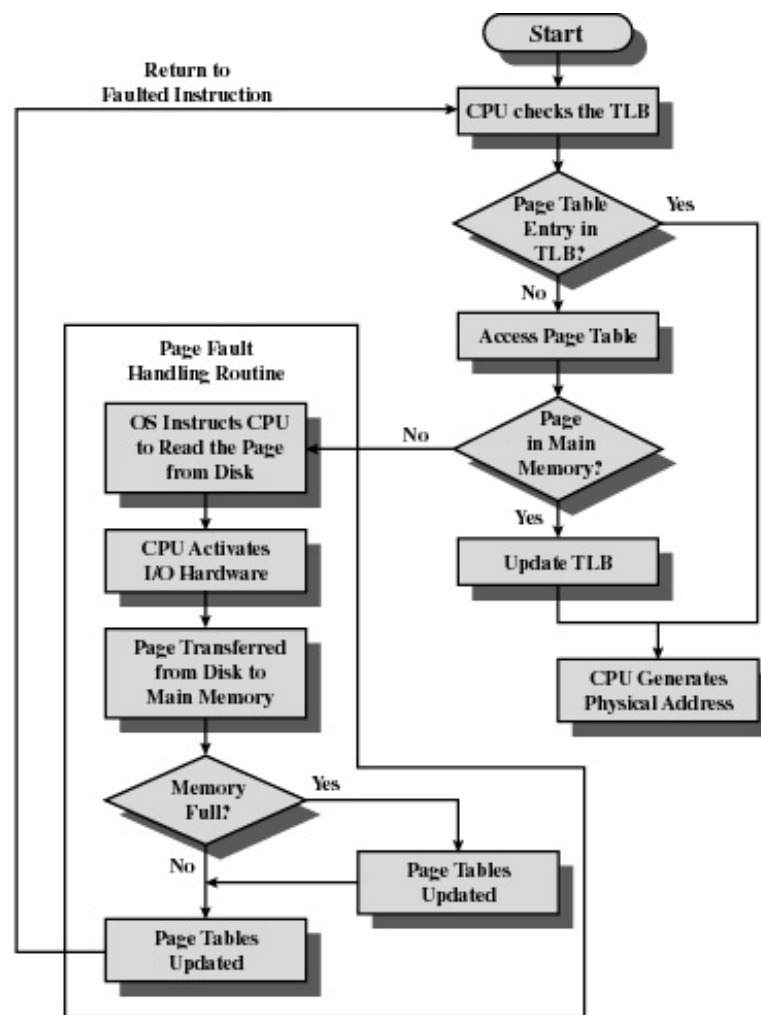 Start
Return to
Faulted Instruction
CPU checks the TLB
Page Table
Entry in
TLB?
Yes
No
Access Page Table
Page Fault
Handling Routine
OS Instructs CPU
to Read the Page
from Disk
No
Page
in Main
Memory?
Yes
CPU Activates
I/O Hardware
Update TLB
Page Transferred
from Disk to
Main Memory
CPU Generates
Physical Address
Memory
Full?
Yes
No
Page Tables
Updated
Page Tables
Updated